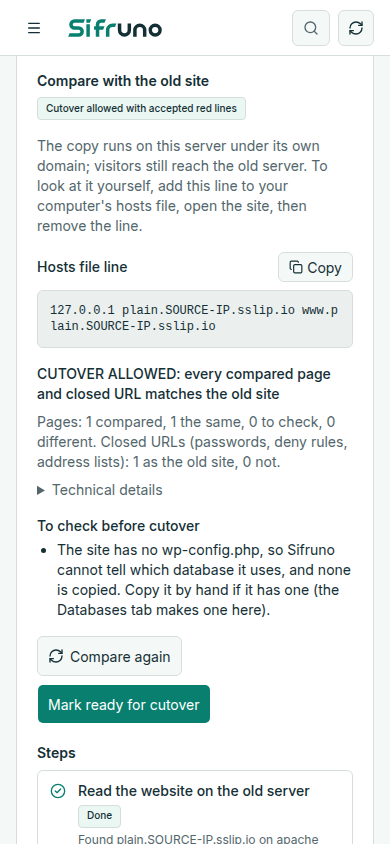 Sifruno
Compare with the old site
Cutover allowed with accepted red lines
The copy runs on this server under its own
domain; visitors still reach the old server. To
look at it yourself, add this line to your
computer's hosts file, open the site, then
remove the line.
Hosts file line
Copy
127.0.0.1 plain.SOURCE-IP.sslip.io www.p
lain.SOURCE-IP.sslip.io
CUTOVER ALLOWED: every compared page
and closed URL matches the old site
Pages: 1 compared, 1 the same, 0 to check, 0
different. Closed URLs (passwords, deny rules,
address lists): 1 as the old site, 0 not.
Technical details
To check before cutover
The site has no wp-config.php, so Sifruno
cannot tell which database it uses, and none
is copied. Copy it by hand if it has one (the
Databases tab makes one here).
Compare again
Mark ready for cutover
Steps
Read the website on the old server
Done
Found plain.SOURCE-IP.sslip.io on apache